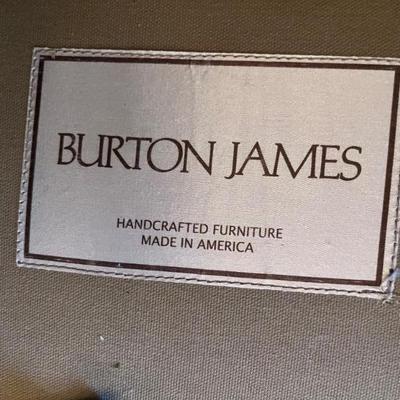 BURTON JAMES
HANDCRAFTED FURNITURE
MADE IN AMERICA